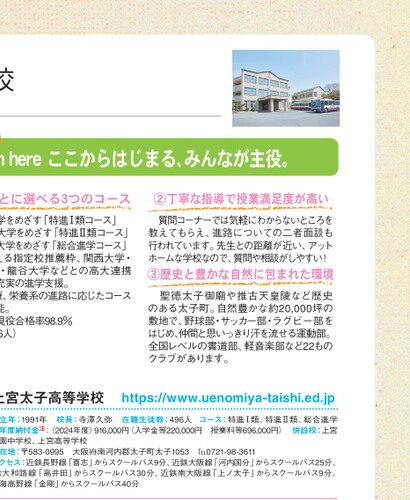 校
n here ここからはじまる、みんなが主役。
とに選べる3つのコース
学をめざす「特進Ⅱ類コース」
大学をめざす「特進Ⅰ類コース」
大学をめざす「総合進学コース」
る指定校推薦枠、関西大学・
・龍谷大学などとの高大連携
充実の進学支援。
療、栄養系の進路に応じたコース
能。
現役合格率98.9%
6人）
②丁寧な指導で授業満足度が高い
質問コーナーでは気軽にわからないところを
教えてもらえ、進路についての二者面談も
行われています。先生との距離が近い、アット
ホームな学校なので、質問や相談がしやすい！
③歴史と豊かな自然に包まれた環境
聖徳太子御廟や推古天皇陵など歴史
のある太子町。自然豊かな約20,000坪の
敷地で、野球部・サッカー部・ラグビー部を
はじめ、仲間と思いっきり汗を流せる運動部。
全国レベルの書道部、軽音楽部など22もの
クラブがあります。
上宮太子高等学校 https://www.uenomiya-taishi.ed.jp
立年：1991年 校長：寺澤久弥 在籍生徒数：496人 コース：特進Ⅰ類、特進Ⅱ類、総合進学
年度納付金注：（2024年度）916,000円（入学金等220,000円 授業料等696,000円） 併設校：上宮
園中学校、上宮高等学校
在地：〒583-0995 大阪府南河内郡太子町太子1053 TEL0721-98-3611
クセス：近鉄長野線「喜志」からスクールバス9分、近鉄大阪線「河内国分」からスクールバス25分、
大和路線「高井田」からスクールバス30分、近鉄南大阪線「上ノ太子」からスクールバス9分、
海高野線「金剛」からスクールバス40分